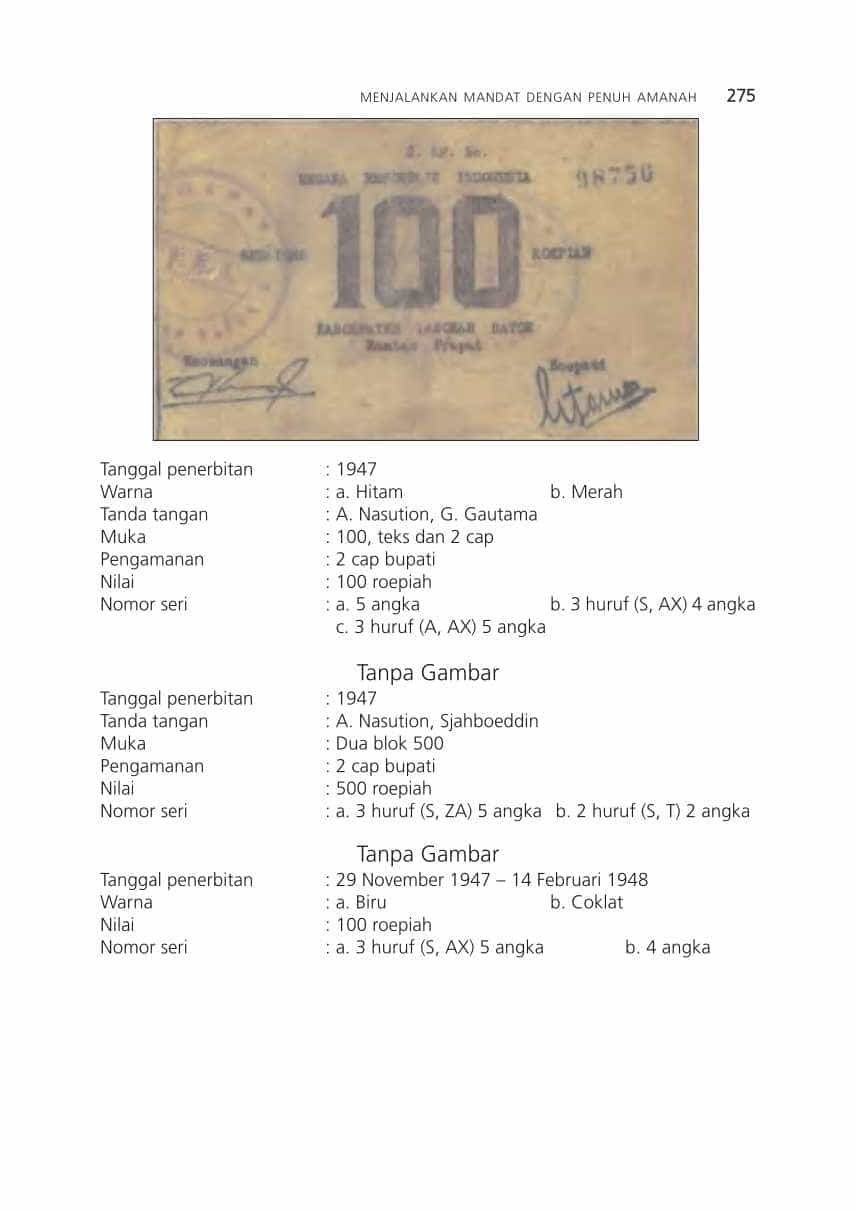 MENJALANKAN MANDAT DENGAN PENUH AMANAH 275
NEGARA REPOEBLIK INDONESIA 98750
100
ROEPIAH
KABOEPATEN LABOEAN BATOE
Rantau Prapat
Keoeangan
Boepati
Tanggal penerbitan : 1947
Warna : a. Hitam b. Merah
Tanda tangan : A. Nasution, G. Gautama
Muka : 100, teks dan 2 cap
Pengamanan : 2 cap bupati
Nilai : 100 roepiah
Nomor seri : a. 5 angka b. 3 huruf (S, AX) 4 angka
c. 3 huruf (A, AX) 5 angka
Tanpa Gambar
Tanggal penerbitan : 1947
Tanda tangan : A. Nasution, Sjahboeddin
Muka : Dua blok 500
Pengamanan : 2 cap bupati
Nilai : 500 roepiah
Nomor seri : a. 3 huruf (S, ZA) 5 angka b. 2 huruf (S, T) 2 angka
Tanpa Gambar
Tanggal penerbitan : 29 November 1947 – 14 Februari 1948
Warna : a. Biru b. Coklat
Nilai : 100 roepiah
Nomor seri : a. 3 huruf (S, AX) 5 angka b. 4 angka